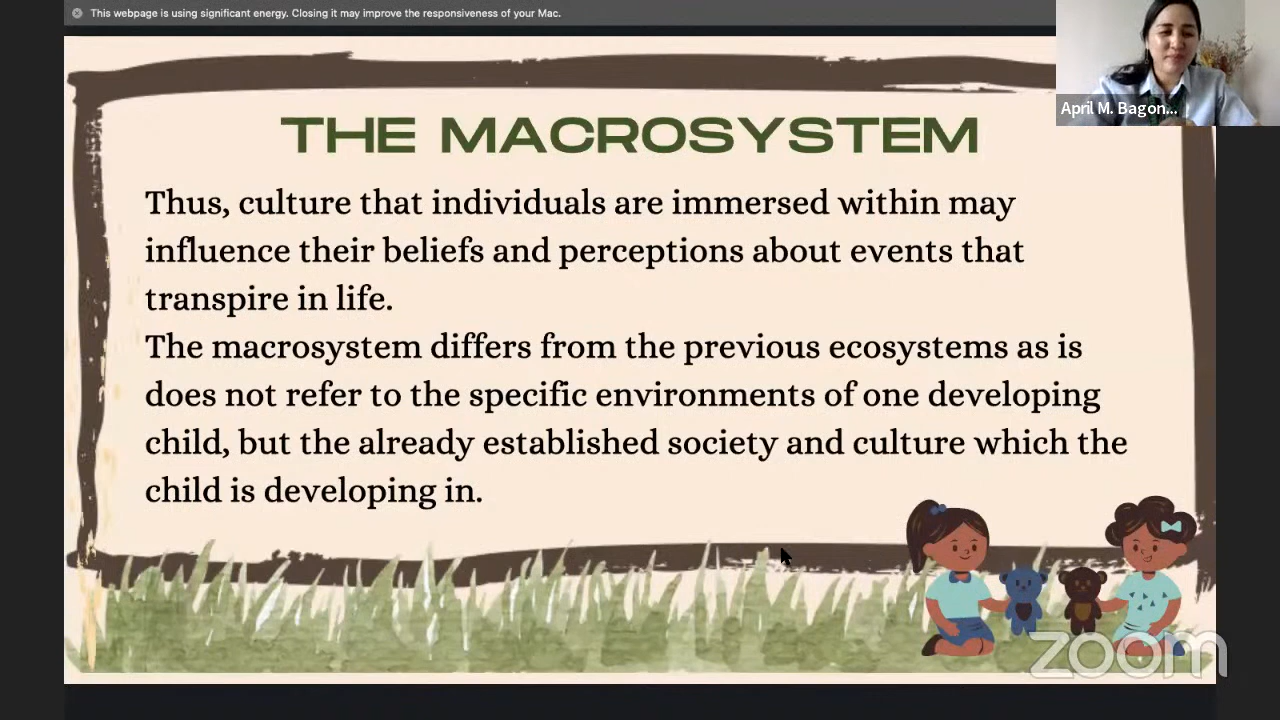 This webpage is using significant energy. Closing it may improve the responsiveness of your Mac.
April M. Bagon...
THE MACROSYSTEM
Thus, culture that individuals are immersed within may
influence their beliefs and perceptions about events that
transpire in life.
The macrosystem differs from the previous ecosystems as is
does not refer to the specific environments of one developing
child, but the already established society and culture which the
child is developing in.
zoom